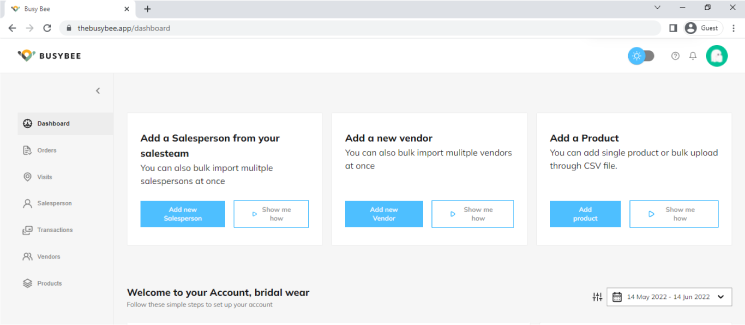 Busy Bee
thebusybee.app/dashboard
Guest
BUSYBEE
Dashboard
Orders
Visits
Salesperson
Transactions
Vendors
Products
Add a Salesperson from your
salesteam
You can also bulk import mulitple
salespersons at once
Add new
Salesperson
Show me
how
Add a new vendor
You can also bulk import mulitple vendors
at once
Add new
Vendor
Show me
how
Add a Product
You can add single product or bulk upload
through CSV file.
Add
product
Show me
how
Welcome to your Account, bridal wear
Follow these simple steps to set up your account
14 May 2022 - 14 Jun 2022